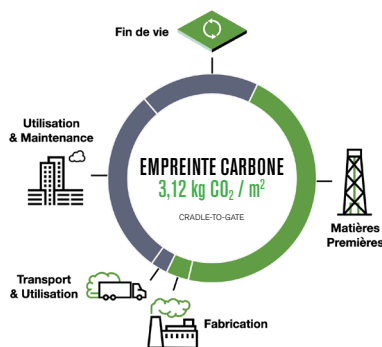 Fin de vie
Utilisation
& Maintenance
EMPREINTE CARBONE
3,12 kg CO₂ / m²
CRADLE-TO-GATE
Matières
Premières
Transport
& Utilisation
Fabrication